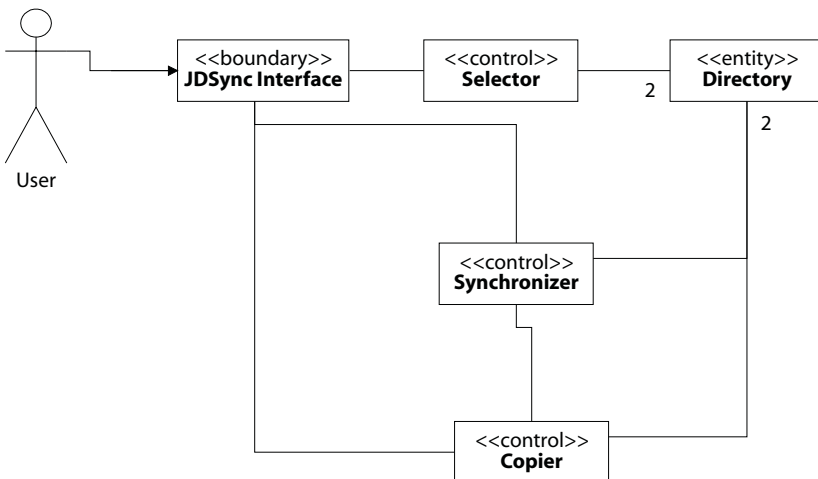 <<boundary>>
JDSync Interface
<<control>>
Selector
2
<<entity>>
Directory
2
User
<<control>>
Synchronizer
<<control>>
Copier